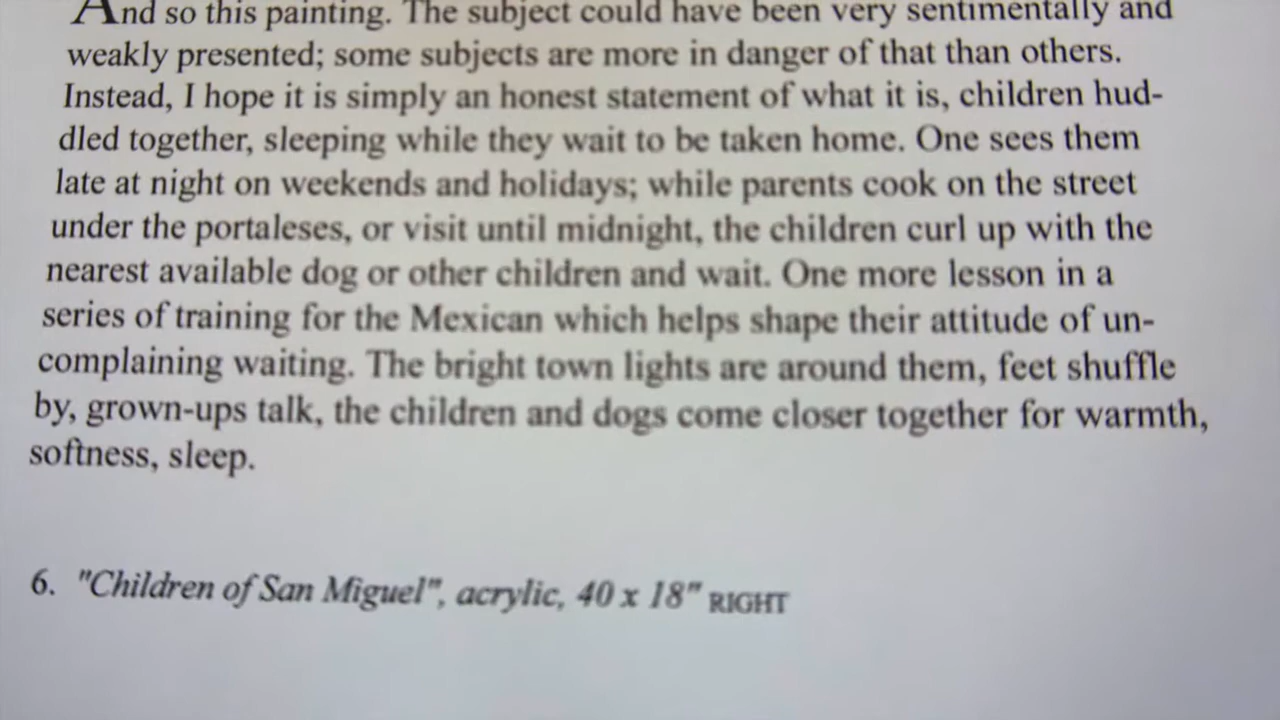 And so this painting. The subject could have been very sentimentally and
weakly presented; some subjects are more in danger of that than others.
Instead, I hope it is simply an honest statement of what it is, children hud-
dled together, sleeping while they wait to be taken home. One sees them
late at night on weekends and holidays; while parents cook on the street
under the portaleses, or visit until midnight, the children curl up with the
nearest available dog or other children and wait. One more lesson in a
series of training for the Mexican which helps shape their attitude of un-
complaining waiting. The bright town lights are around them, feet shuffle
by, grown-ups talk, the children and dogs come closer together for warmth,
softness, sleep.
6. "Children of San Miguel", acrylic, 40 x 18" RIGHT